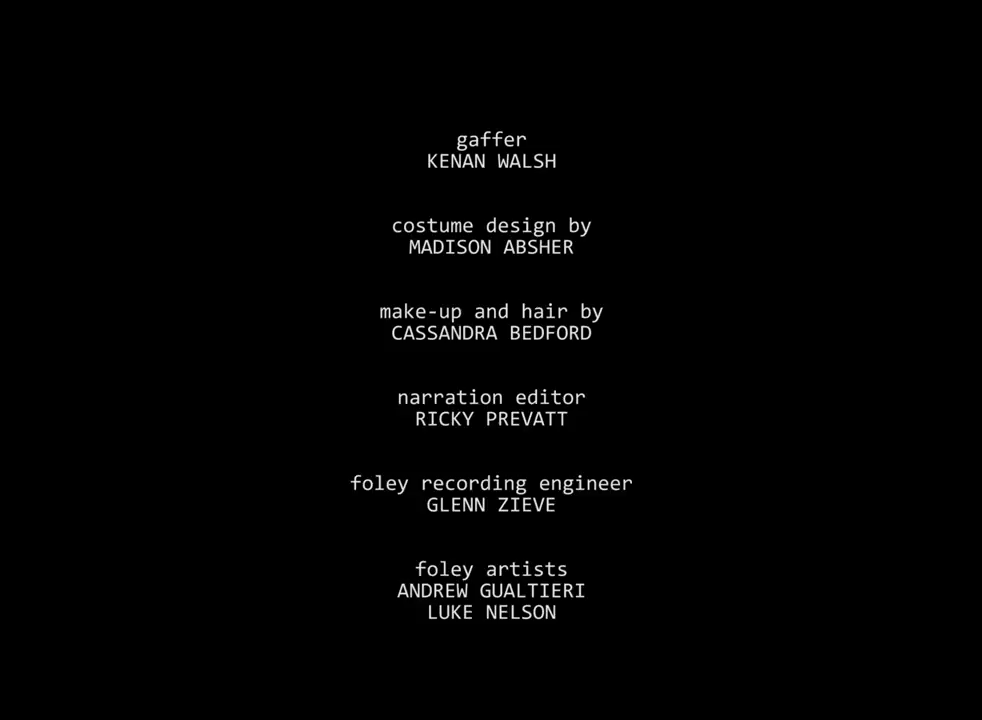 gaffer
KENAN WALSH
costume design by
MADISON ABSHER
make-up and hair by
CASSANDRA BEDFORD
narration editor
RICKY PREVATT
foley recording engineer
GLENN ZIEVE
foley artists
ANDREW GUALTIERI
LUKE NELSON